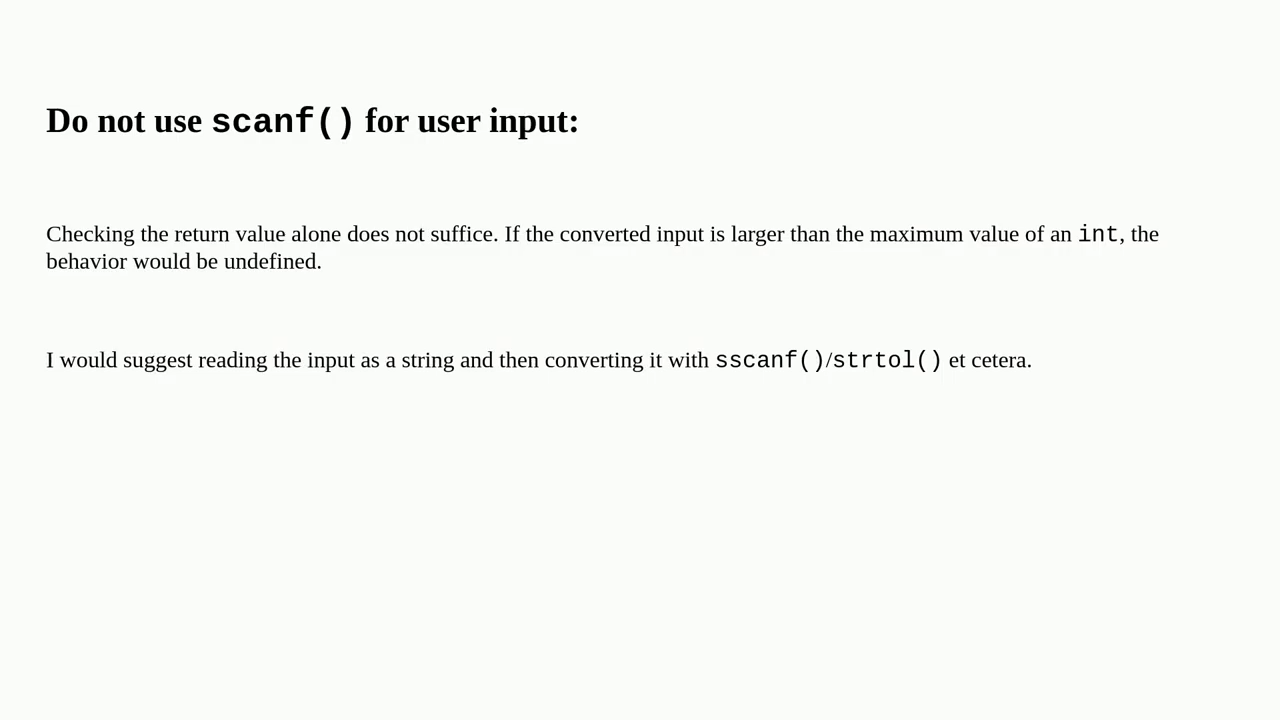 Do not use scanf() for user input:
Checking the return value alone does not suffice. If the converted input is larger than the maximum value of an int, the
behavior would be undefined.
I would suggest reading the input as a string and then converting it with sscanf()/strtol() et cetera.